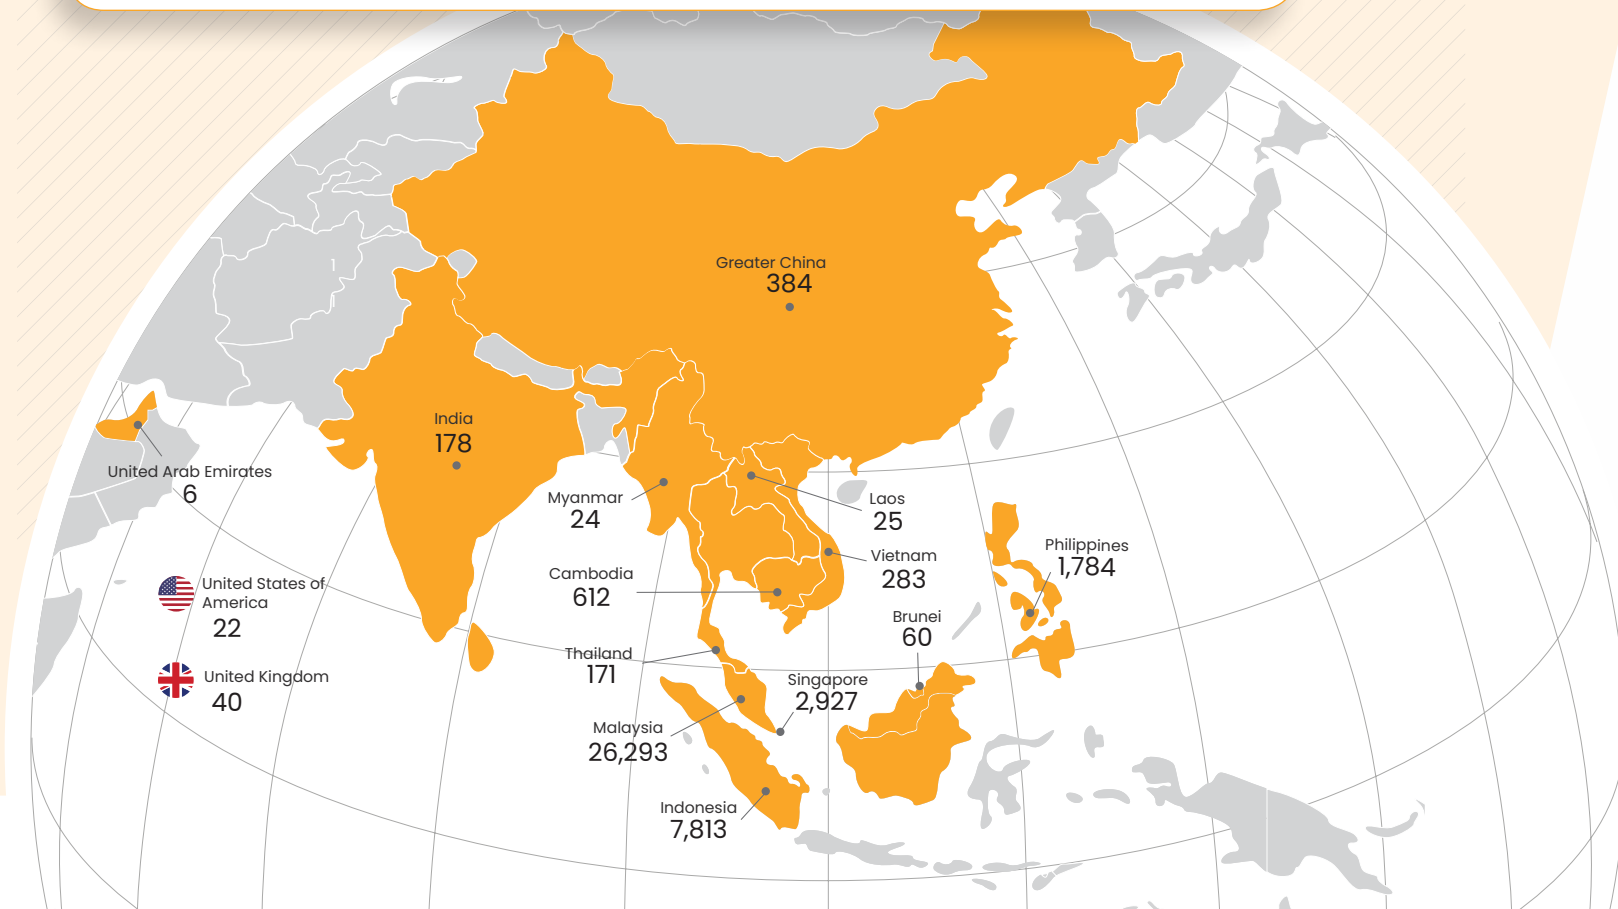 Greater China
384
India
178
United Arab Emirates
6
Myanmar
24
Laos
25
Vietnam
283
Philippines
1,784
Cambodia
612
United States of
America
22
Brunei
60
Thailand
171
United Kingdom
40
Singapore
2,927
Malaysia
26,293
Indonesia
7,813